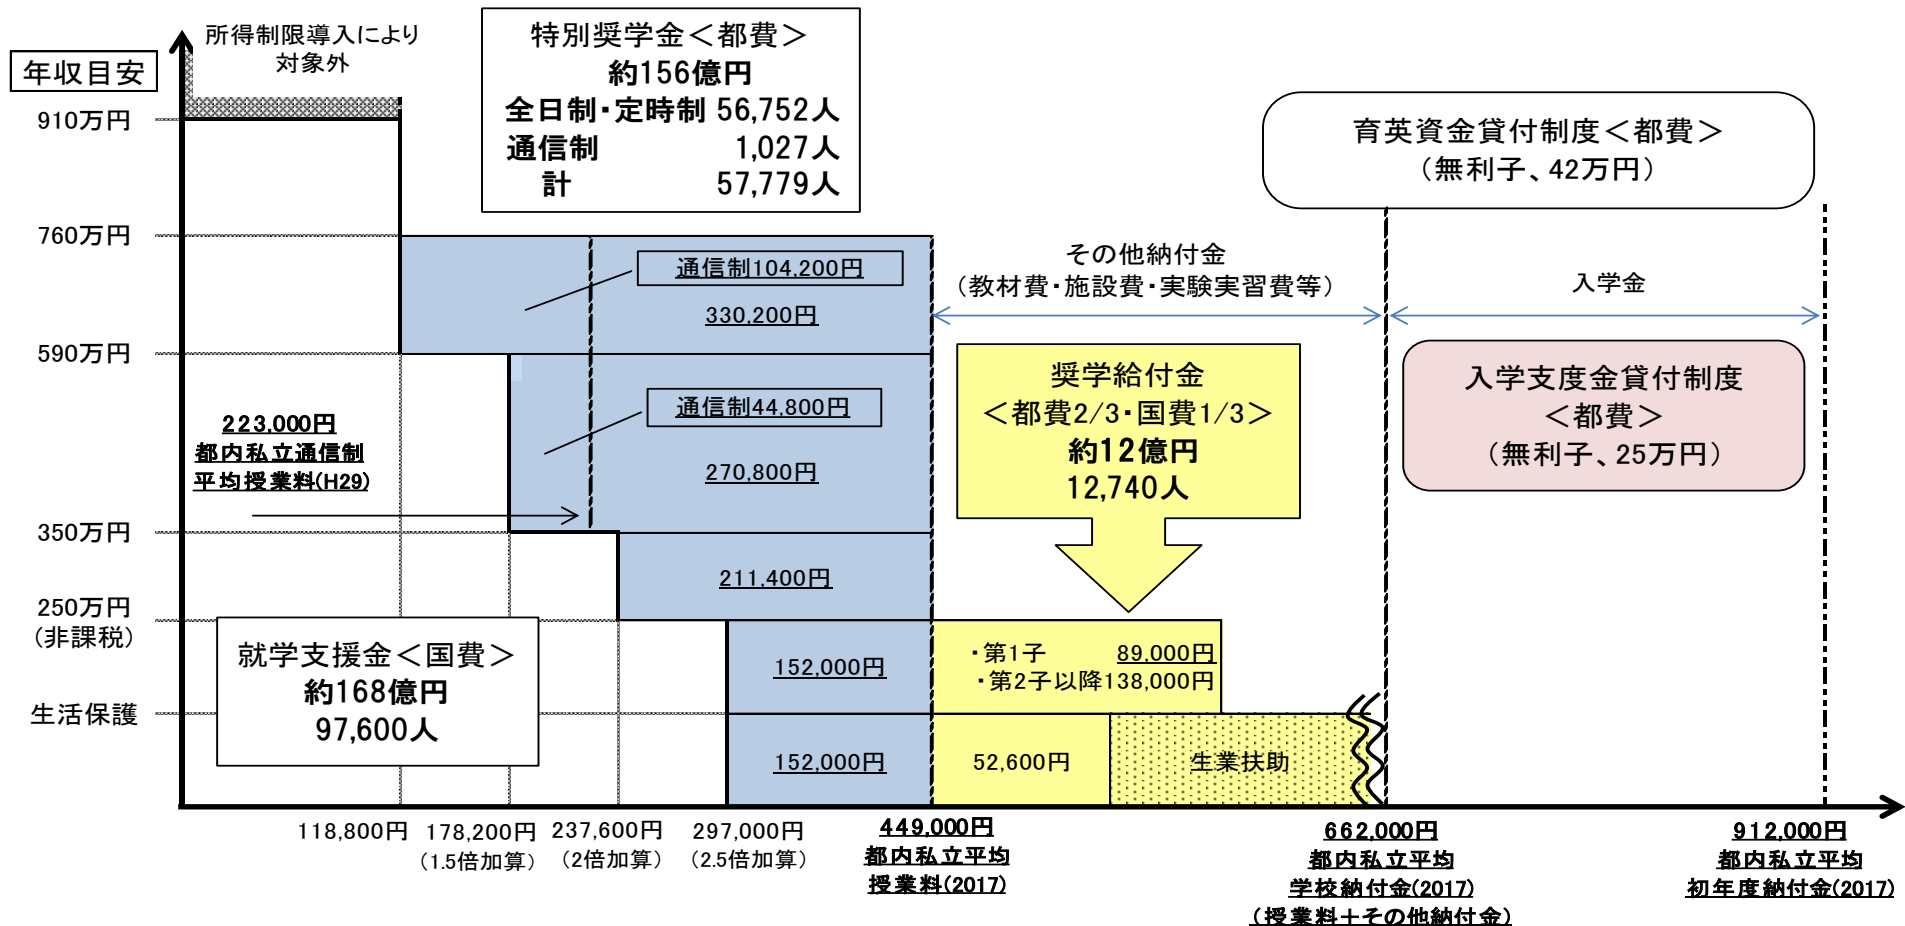 所得制限導入により
対象外
年収目安
910万円
760万円
590万円
350万円
250万円
(非課税)
生活保護
特別奨学金＜都費＞
約156億円
全日制・定時制 56,752人
通信制 1,027人
計 57,779人
育英資金貸付制度＜都費＞
（無利子、42万円）
通信制104,200円
330,200円
その他納付金
（教材費・施設費・実験実習費等）
入学金
通信制44,800円
270,800円
223,000円
都内私立通信制
平均授業料(H29)
奨学給付金
＜都費2/3・国費1/3＞
約12億円
12,740人
入学支度金貸付制度
＜都費＞
（無利子、25万円）
211,400円
就学支援金＜国費＞
約168億円
97,600人
152,000円
・第1子 89,000円
・第2子以降138,000円
152,000円
52,600円
生業扶助
118,800円
178,200円
（1.5倍加算）
237,600円
（2倍加算）
297,000円
（2.5倍加算）
449,000円
都内私立平均
授業料(2017)
662,000円
都内私立平均
学校納付金(2017)
（授業料＋その他納付金）
912,000円
都内私立平均
初年度納付金(2017)